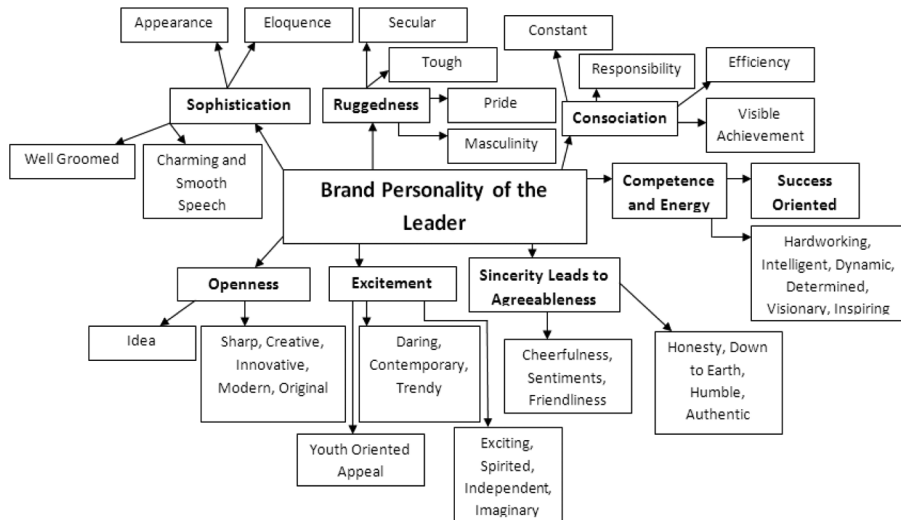 Appearance
Eloquence
Secular
Constant
Tough
Responsibility
Efficiency
Sophistication
Ruggedness
Pride
Consociation
Visible
Achievement
Masculinity
Well Groomed
Charming and
Smooth
Speech
Brand Personality of the
Leader
Competence
and Energy
Success
Oriented
Hardworking,
Intelligent, Dynamic,
Determined,
Visionary, Inspiring
Openness
Excitement
Sincerity Leads to
Agreeableness
Idea
Sharp, Creative,
Innovative,
Modern, Original
Daring,
Contemporary,
Trendy
Cheerfulness,
Sentiments,
Friendliness
Honesty, Down
to Earth,
Humble,
Authentic
Youth Oriented
Appeal
Exciting,
Spirited,
Independent,
Imaginary